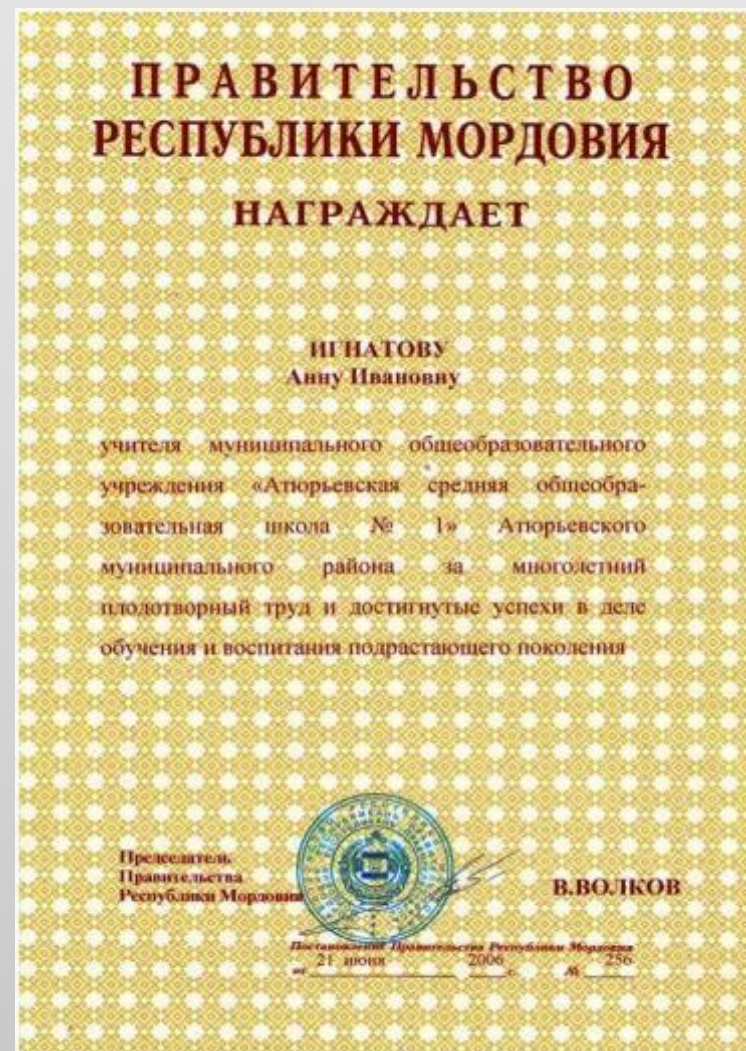 ПРАВИТЕЛЬСТВО
РЕСПУБЛИКИ МОРДОВИЯ
НАГРАЖДАЕТ
ИГНАТОВУ
Анну Ивановну
учителя муниципального общеобразовательного
учреждения «Атюрьевская средняя общеобра-
зовательная школа № 1» Атюрьевского
муниципального района за многолетний
плодотворный труд и достигнутые успехи в деле
обучения и воспитания подрастающего поколения
Председатель
Правительства
Республики Мордовия
В.ВОЛКОВ
Постановление Правительства Республики Мордовия
от 21 июня 2006 г. № 256